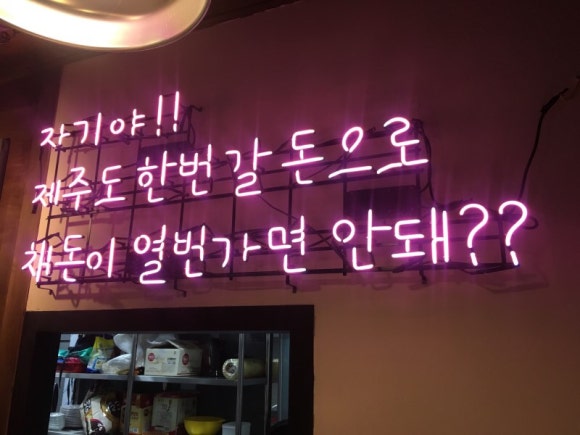 자기야!!
제주도 한번 갈 돈으로
채돈이 열번가면 안돼??